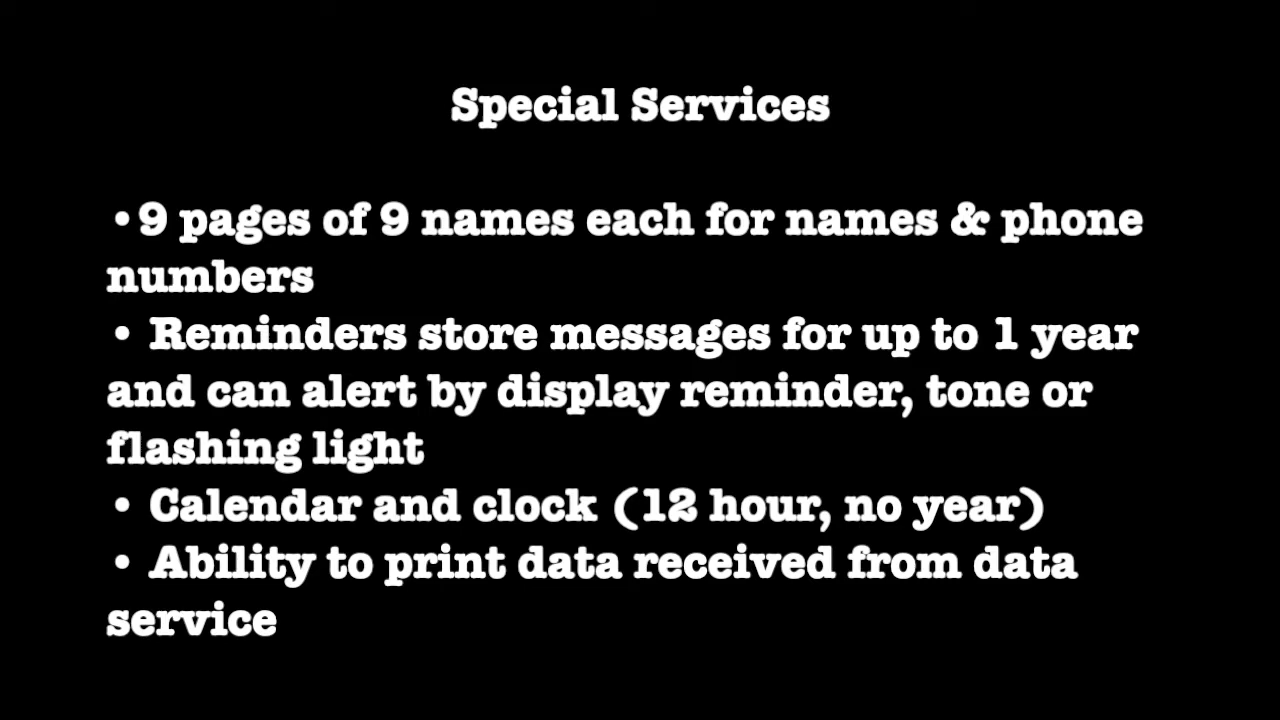 Special Services
•9 pages of 9 names each for names & phone
numbers
• Reminders store messages for up to 1 year
and can alert by display reminder, tone or
flashing light
• Calendar and clock (12 hour, no year)
• Ability to print data received from data
service